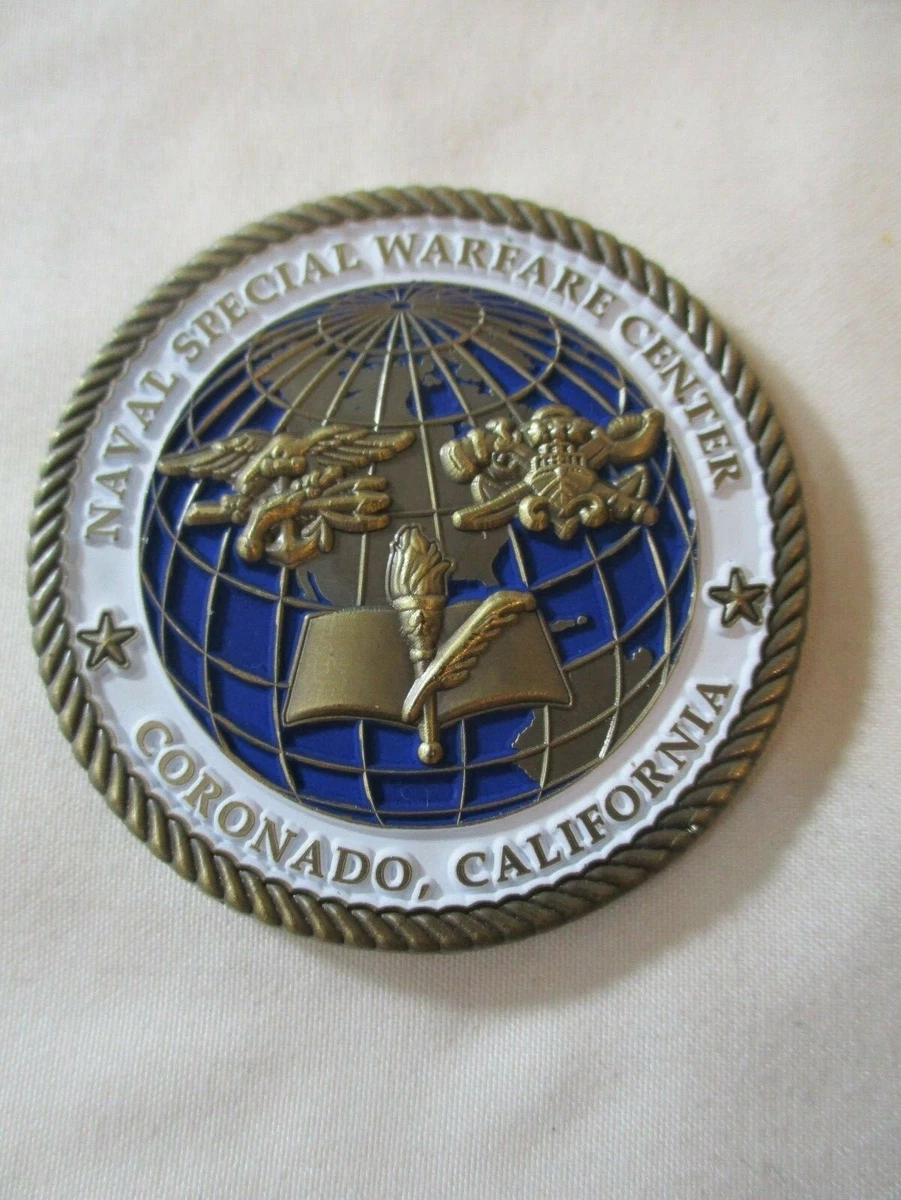 NAVAL SPECIAL WARFARE CENTER
CORONADO, CALIFORNIA